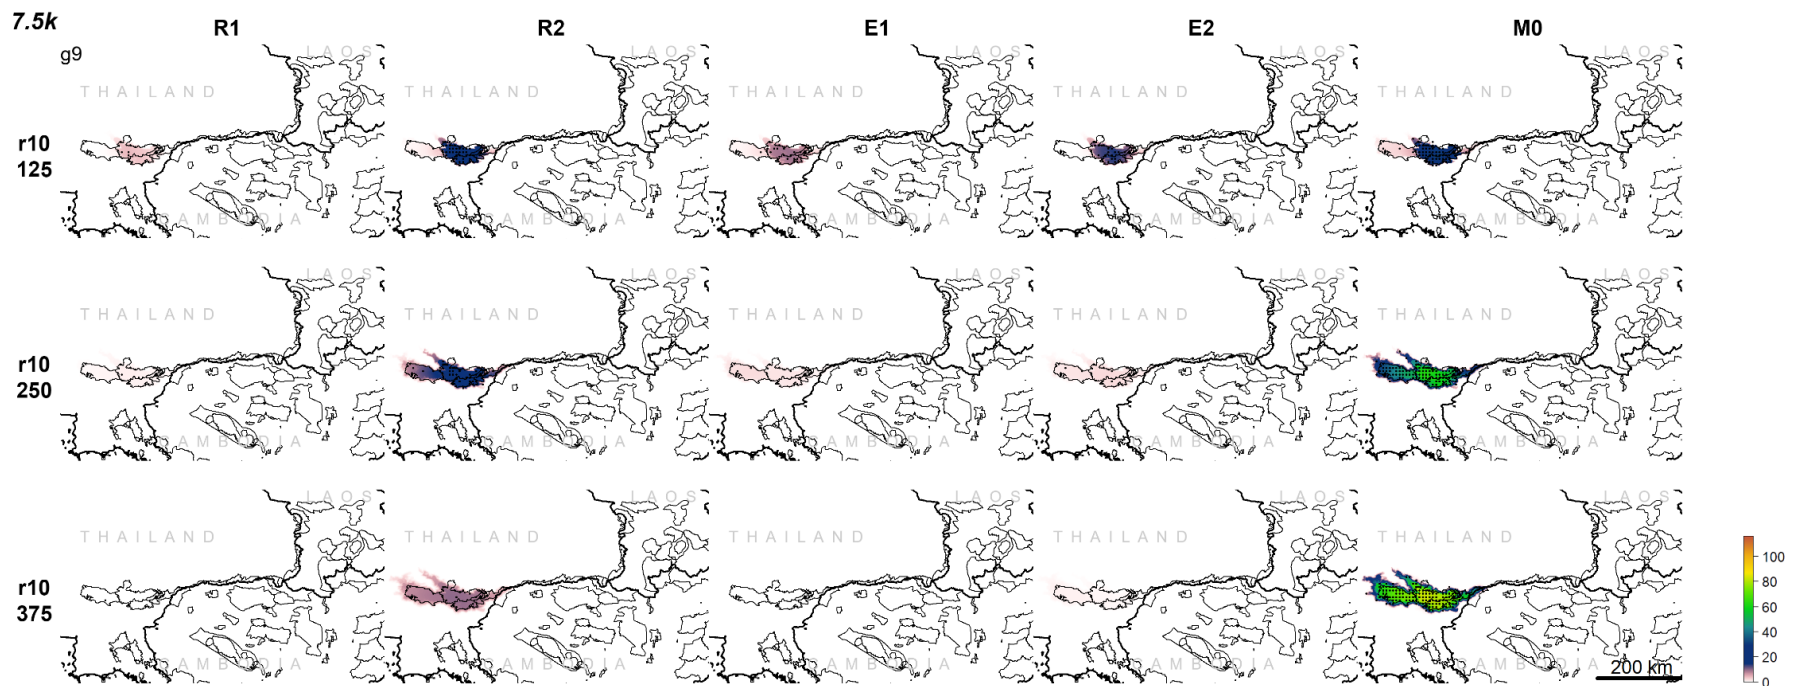 7.5k
R1 R2 E1 E2 M0
g9
LAOS LAOS LAOS LAOS LAOS
THAILAND THAILAND THAILAND THAILAND THAILAND
r10
125
CAMBODIA CAMBODIA CAMBODIA CAMBODIA CAMBODIA
LAOS LAOS LAOS LAOS LAOS
THAILAND THAILAND THAILAND THAILAND THAILAND
r10
250
CAMBODIA CAMBODIA CAMBODIA CAMBODIA CAMBODIA
LAOS LAOS LAOS LAOS LAOS
THAILAND THAILAND THAILAND THAILAND THAILAND
r10
375
CAMBODIA CAMBODIA CAMBODIA CAMBODIA CAMBODIA
200 km
100
80
60
40
20
0